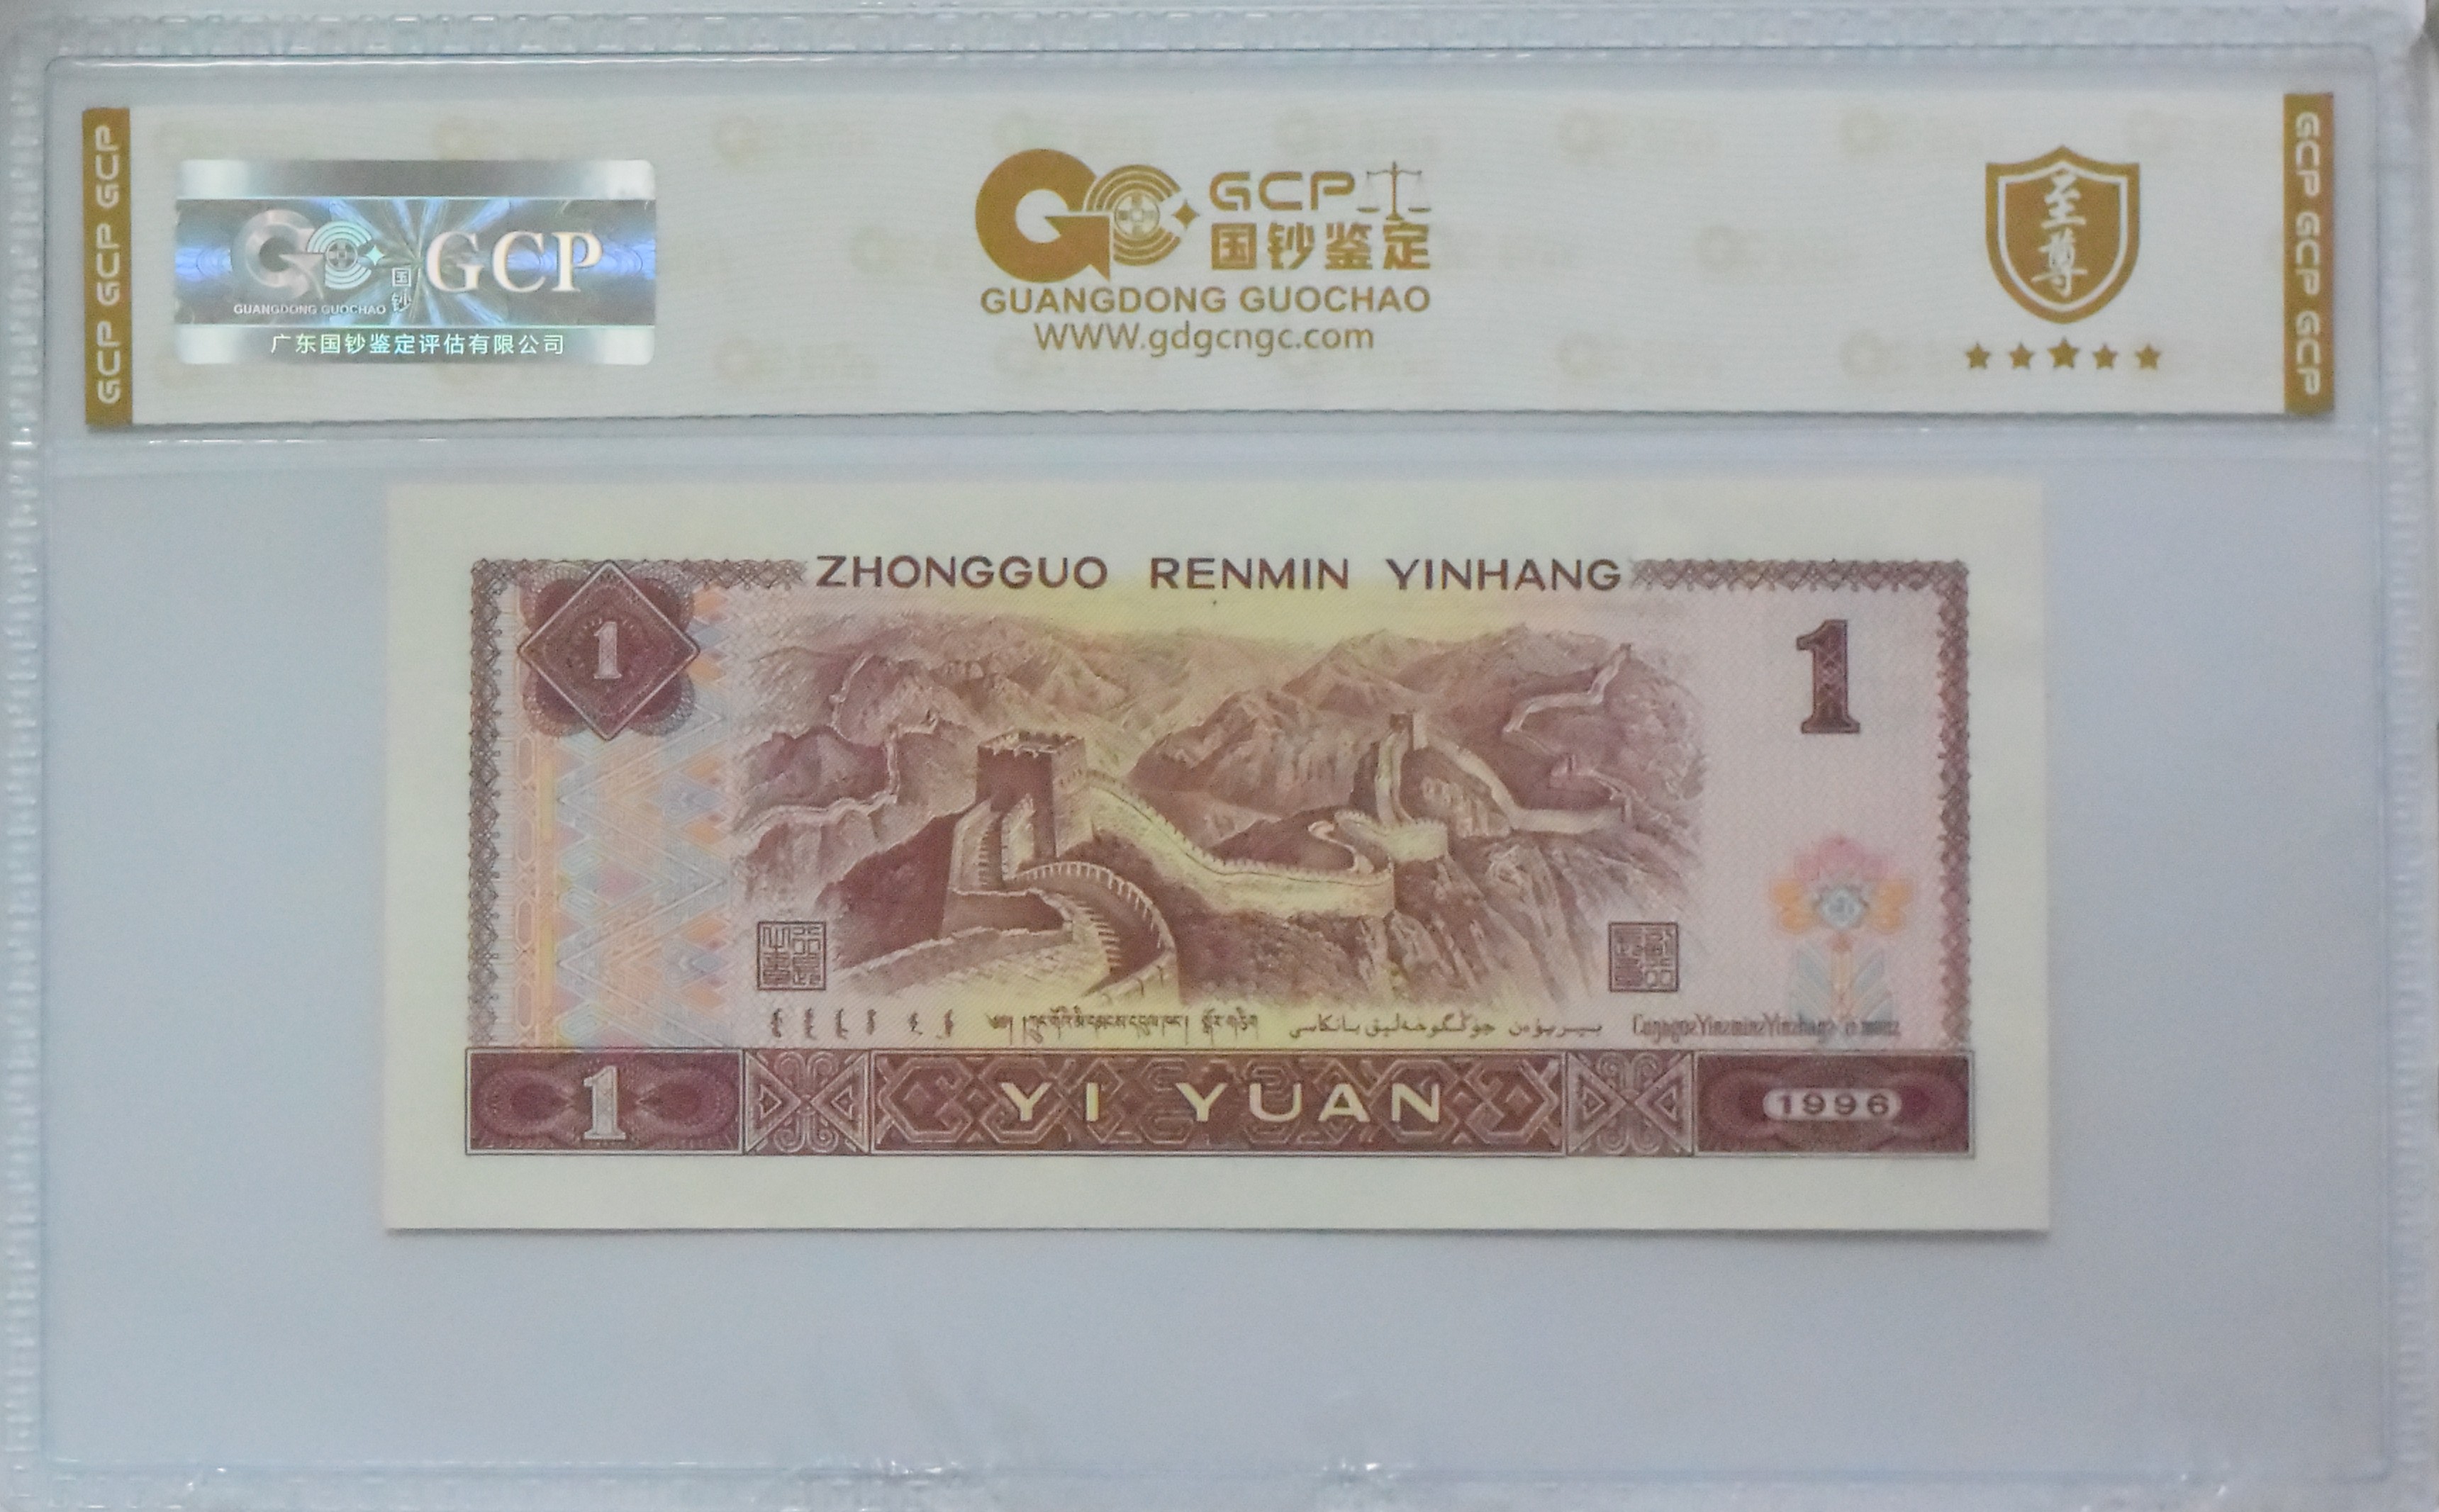 GCP GCP GCP
国钞 GCP
GUANGDONG GUOCHAO
广东国钞鉴定评估有限公司
GCP
国钞鉴定
GUANGDONG GUOCHAO
WWW.gdgcngc.com
至尊
GCP GCP GCP
ZHONGGUO RENMIN YINHANG
1
1
1
YI YUAN
1996